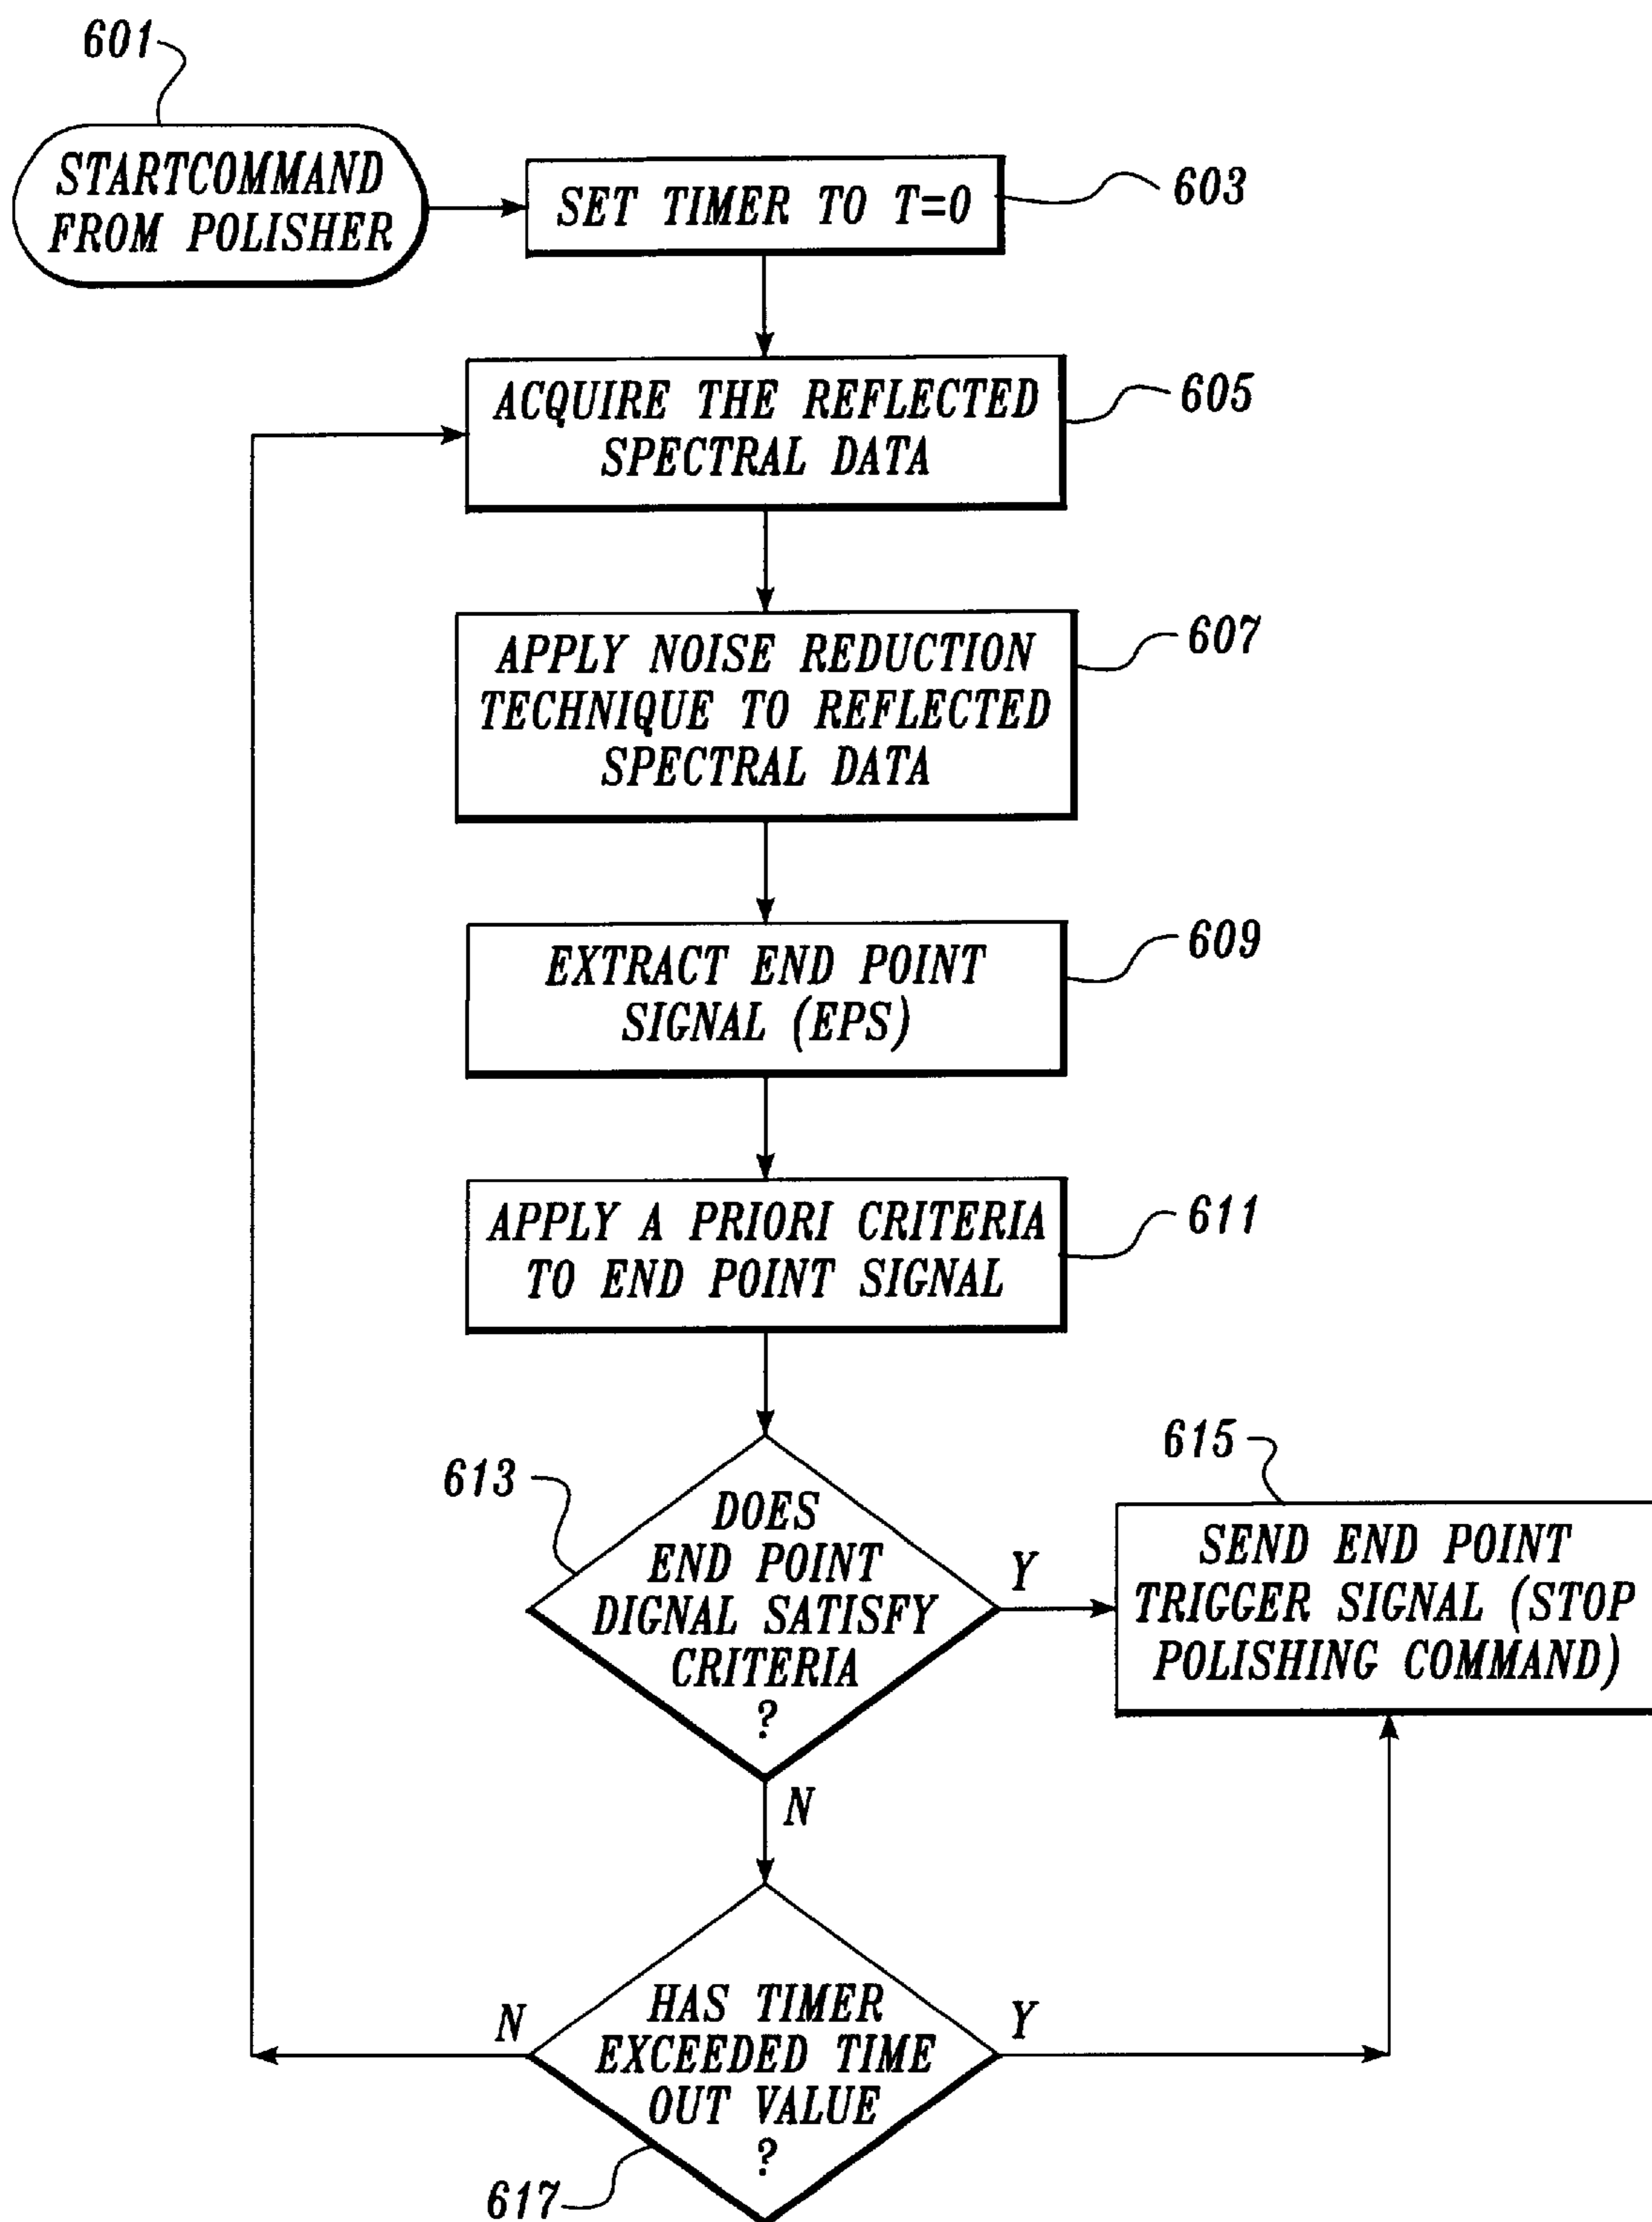 601
STARTCOMMAND
FROM POLISHER
SET TIMER TO T=0
603
ACQUIRE THE REFLECTED
SPECTRAL DATA
605
APPLY NOISE REDUCTION
TECHNIQUE TO REFLECTED
SPECTRAL DATA
607
EXTRACT END POINT
SIGNAL (EPS)
609
APPLY A PRIORI CRITERIA
TO END POINT SIGNAL
611
613
DOES
END POINT
DIGNAL SATISFY
CRITERIA
?
Y
N
615
SEND END POINT
TRIGGER SIGNAL (STOP
POLISHING COMMAND)
HAS TIMER
EXCEEDED TIME
OUT VALUE
?
N
Y
617